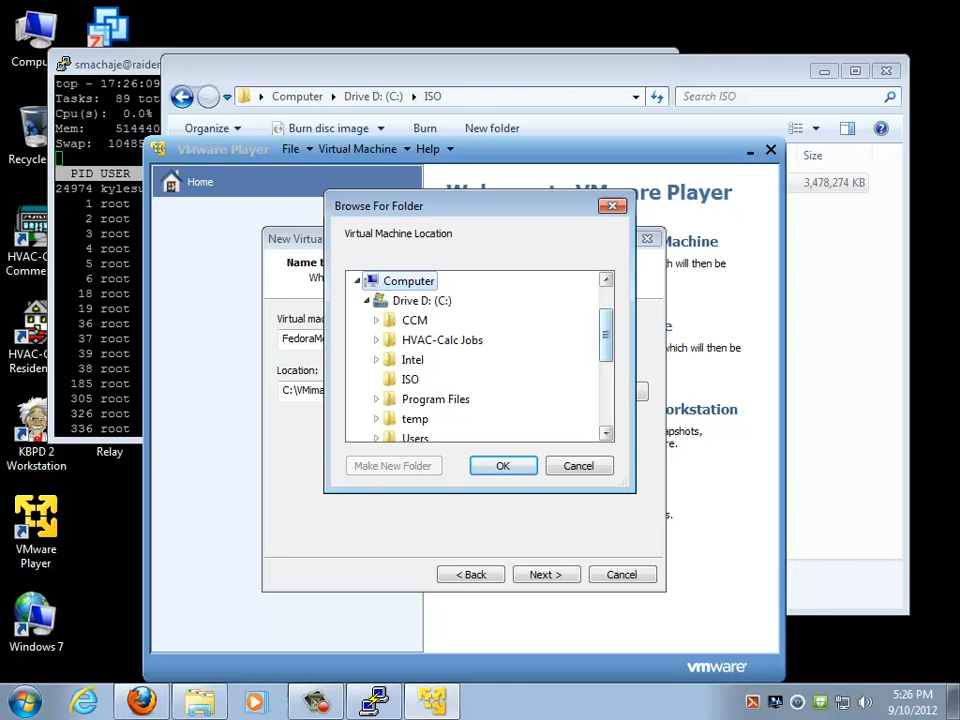 Compu
smachaje@raider
top - 17:26:09
Tasks: 89 tot
Cpu(s): 0.0%
Mem: 514440
Swap: 10485
PID USER
24974 kylesu
1 root
2 root
3 root
4 root
5 root
6 root
18 root
19 root
36 root
37 root
39 root
38 root
185 root
305 root
326 root
336 root
Recycle
HVAC-C
Comme
HVAC-C
Residen
KBPD 2
Workstation
Relay
VMware
Player
Windows 7
Computer
Drive D: (C:)
ISO
Search ISO
Organize
Burn disc image
Burn
New folder
Size
3,478,274 KB
VMware Player
File
Virtual Machine
Help
Home
Welcome to VMware Player
Machine
which will then be
e
which will then be
orkstation
apshots,
re.
s.
New Virtua
Name t
Wh
Virtual mac
FedoraMe
Location:
C:\VMima
< Back
Next >
Cancel
Browse For Folder
Virtual Machine Location
Computer
Drive D: (C:)
CCM
HVAC-Calc Jobs
Intel
ISO
Program Files
temp
Users
Make New Folder
OK
Cancel
vmware
5:26 PM
9/10/2012